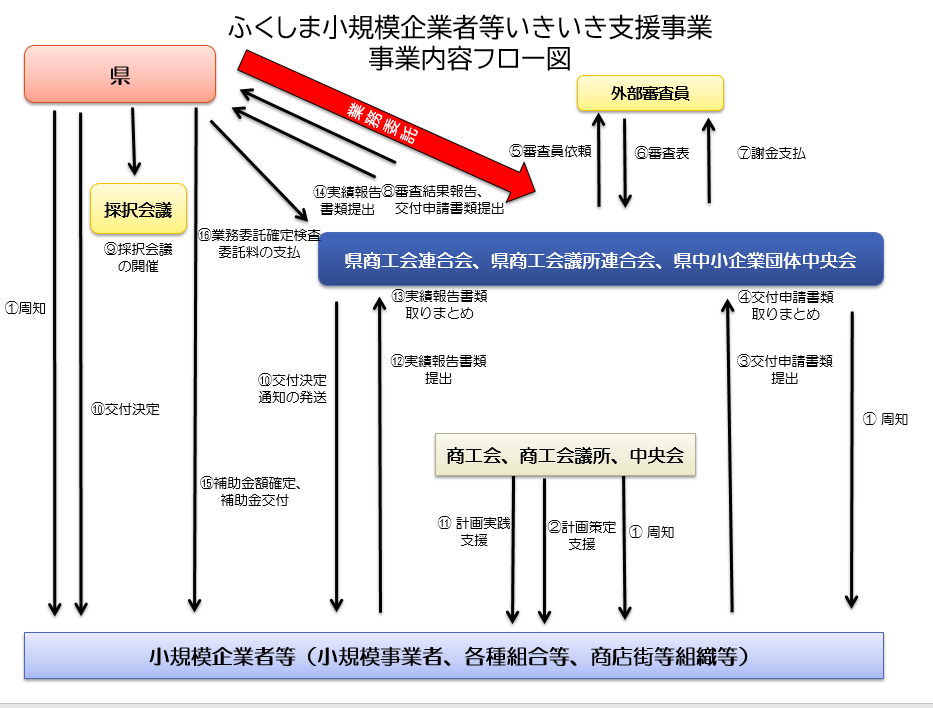 ふくしま小規模企業者等いきいき支援事業
事業内容フロー図
県
業務委託
外部審査員
⑤審査員依頼
⑥審査表
⑦謝金支払
採択会議
⑨採択会議
の開催
⑭実績報告
書類提出
⑧審査結果報告、
交付申請書類提出
⑯業務委託確定検査
委託料の支払
県商工会連合会、県商工会議所連合会、県中小企業団体中央会
①周知
⑬実績報告書類
取りまとめ
④交付申請書類
取りまとめ
⑫実績報告書類
提出
③交付申請書類
提出
⑩交付決定
通知の発送
⑩交付決定
① 周知
商工会、商工会議所、中央会
⑮補助金額確定、
補助金交付
⑪ 計画実践
支援
②計画策定
支援
① 周知
小規模企業者等（小規模事業者、各種組合等、商店街等組織等）